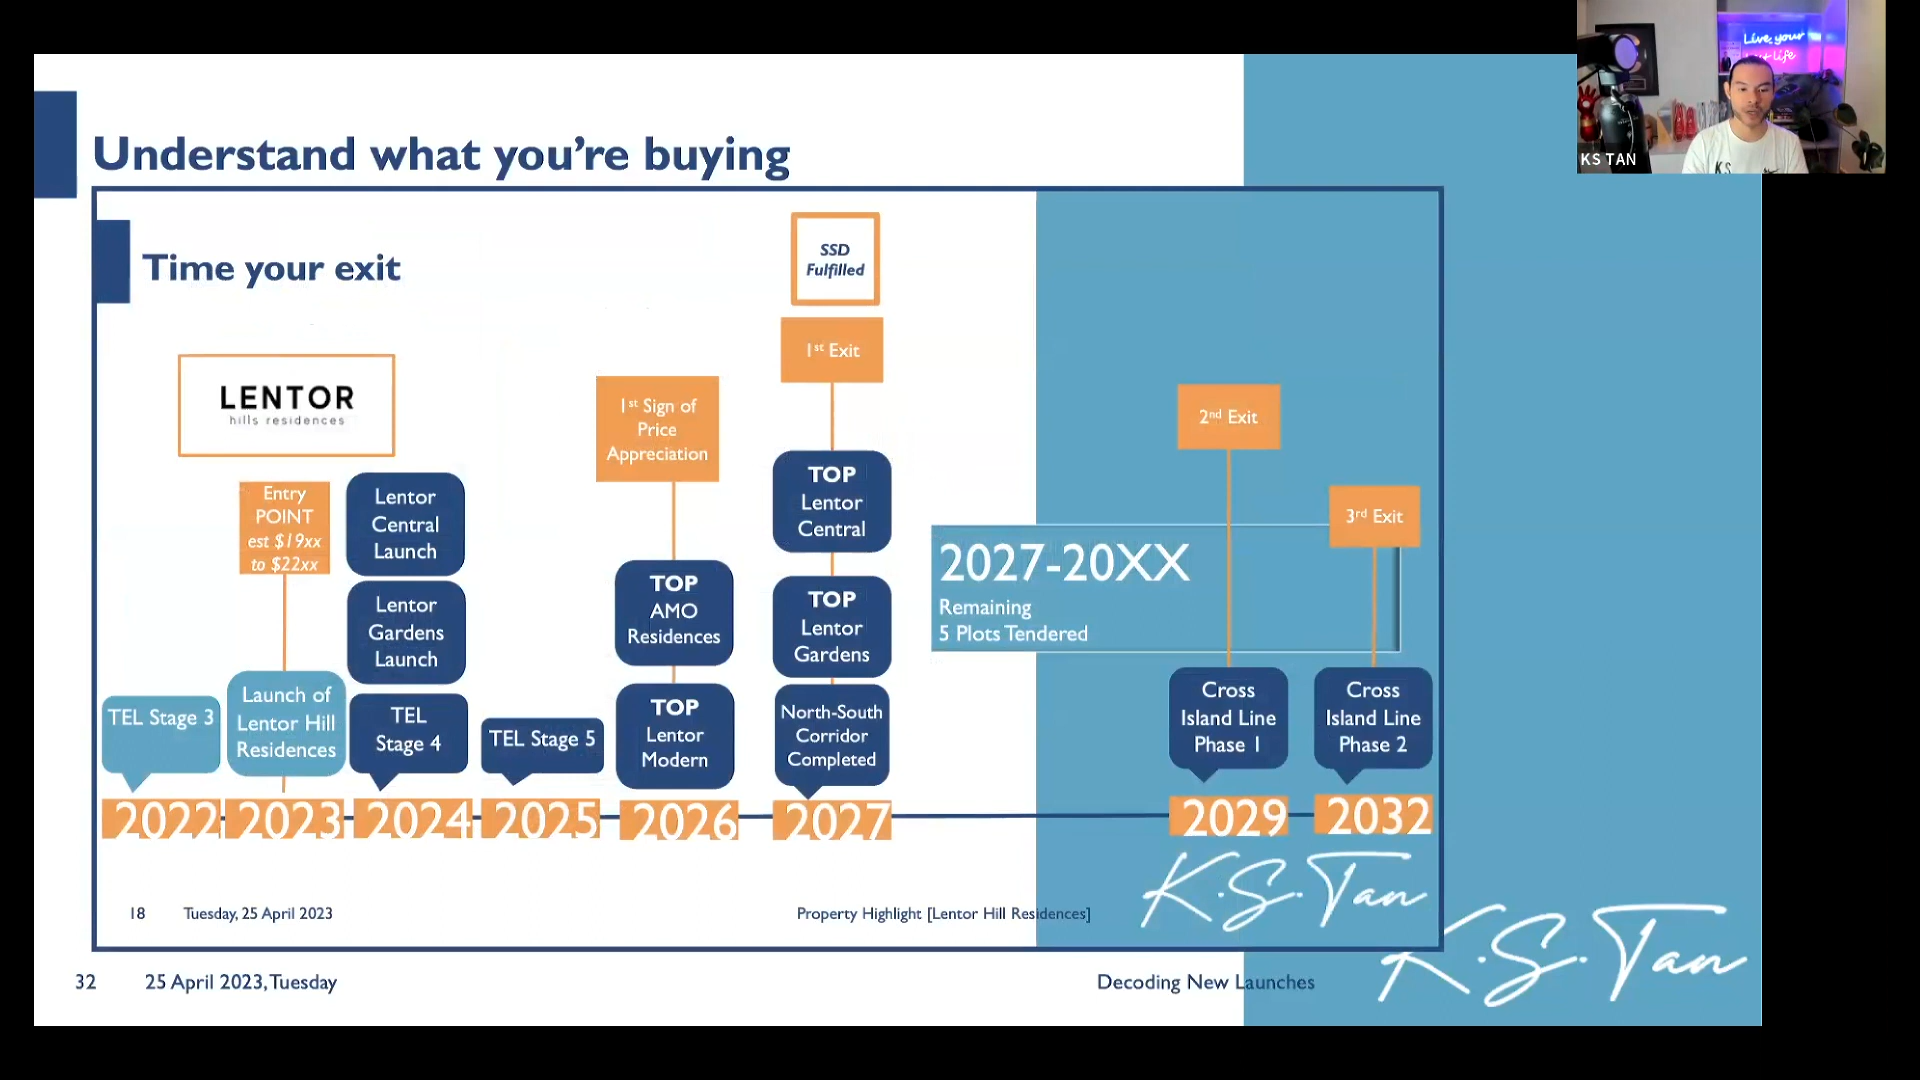 Live your
st life
KS TAN
KS
Understand what you're buying
Time your exit
SSD
Fulfilled
1st Exit
LENTOR
hills residences
1st Sign of
Price
Appreciation
2nd Exit
3rd Exit
Entry
POINT
est $19xx
to $22xx
Lentor
Central
Launch
TOP
Lentor
Central
2027-20XX
Remaining
5 Plots Tendered
Lentor
Gardens
Launch
TOP
AMO
Residences
TOP
Lentor
Gardens
TEL Stage 3
Launch of
Lentor Hill
Residences
TEL
Stage 4
TEL Stage 5
TOP
Lentor
Modern
North-South
Corridor
Completed
Cross
Island Line
Phase 1
Cross
Island Line
Phase 2
2022
2023
2024
2025
2026
2027
2029
2032
K.S.Tan
18
Tuesday, 25 April 2023
Property Highlight [Lentor Hill Residences]
K.S.Tan
32
25 April 2023, Tuesday
Decoding New Launches